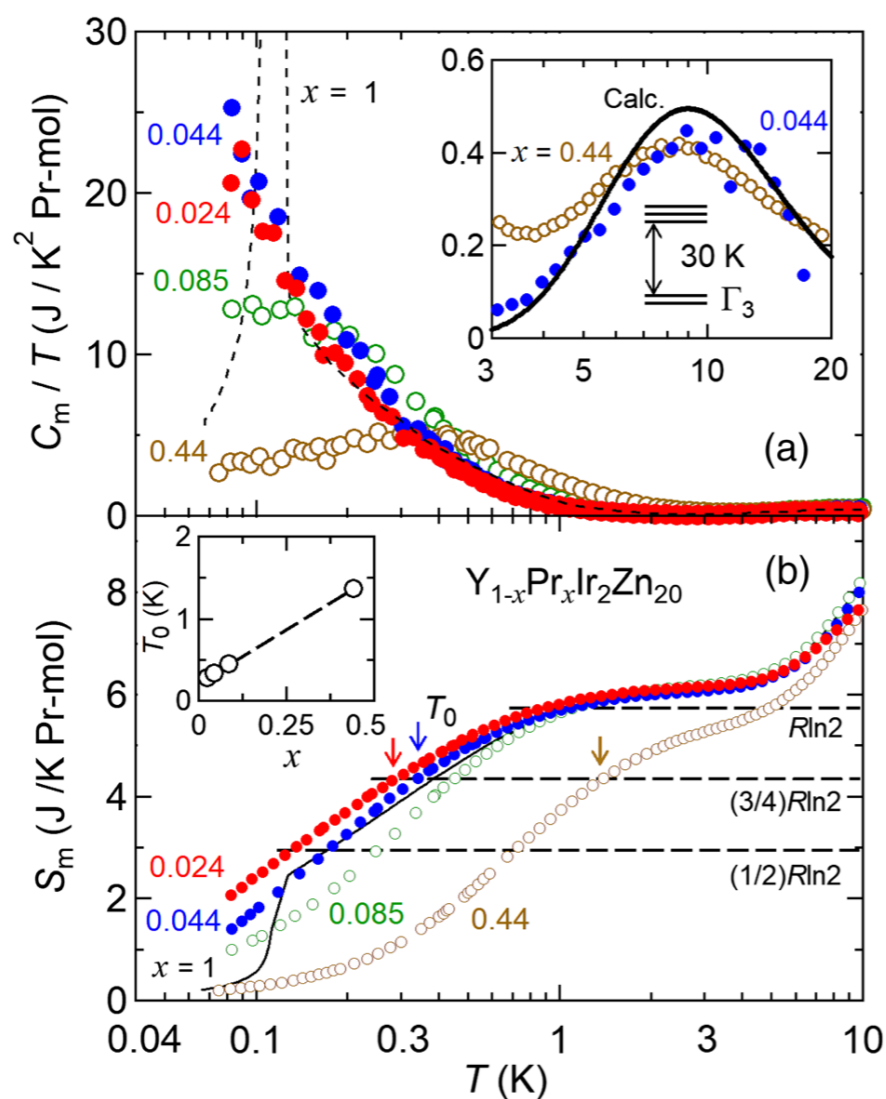 30
20
10
0
C_m / T (J / K² Pr-mol)
x = 1
0.044
0.024
0.085
0.44
(a)
0.6
0.4
0.2
0
3
5
10
20
Calc.
0.044
x = 0.44
30 K
Γ₃
8
6
4
2
0
S_m (J /K Pr-mol)
2
1
0
T₀ (K)
0
0.25
0.5
x
Y₁₋ₓPrₓIr₂Zn₂₀
(b)
T₀
Rln2
(3/4)Rln2
(1/2)Rln2
0.024
0.044
0.085
0.44
x = 1
0.04
0.1
0.3
1
3
10
T (K)